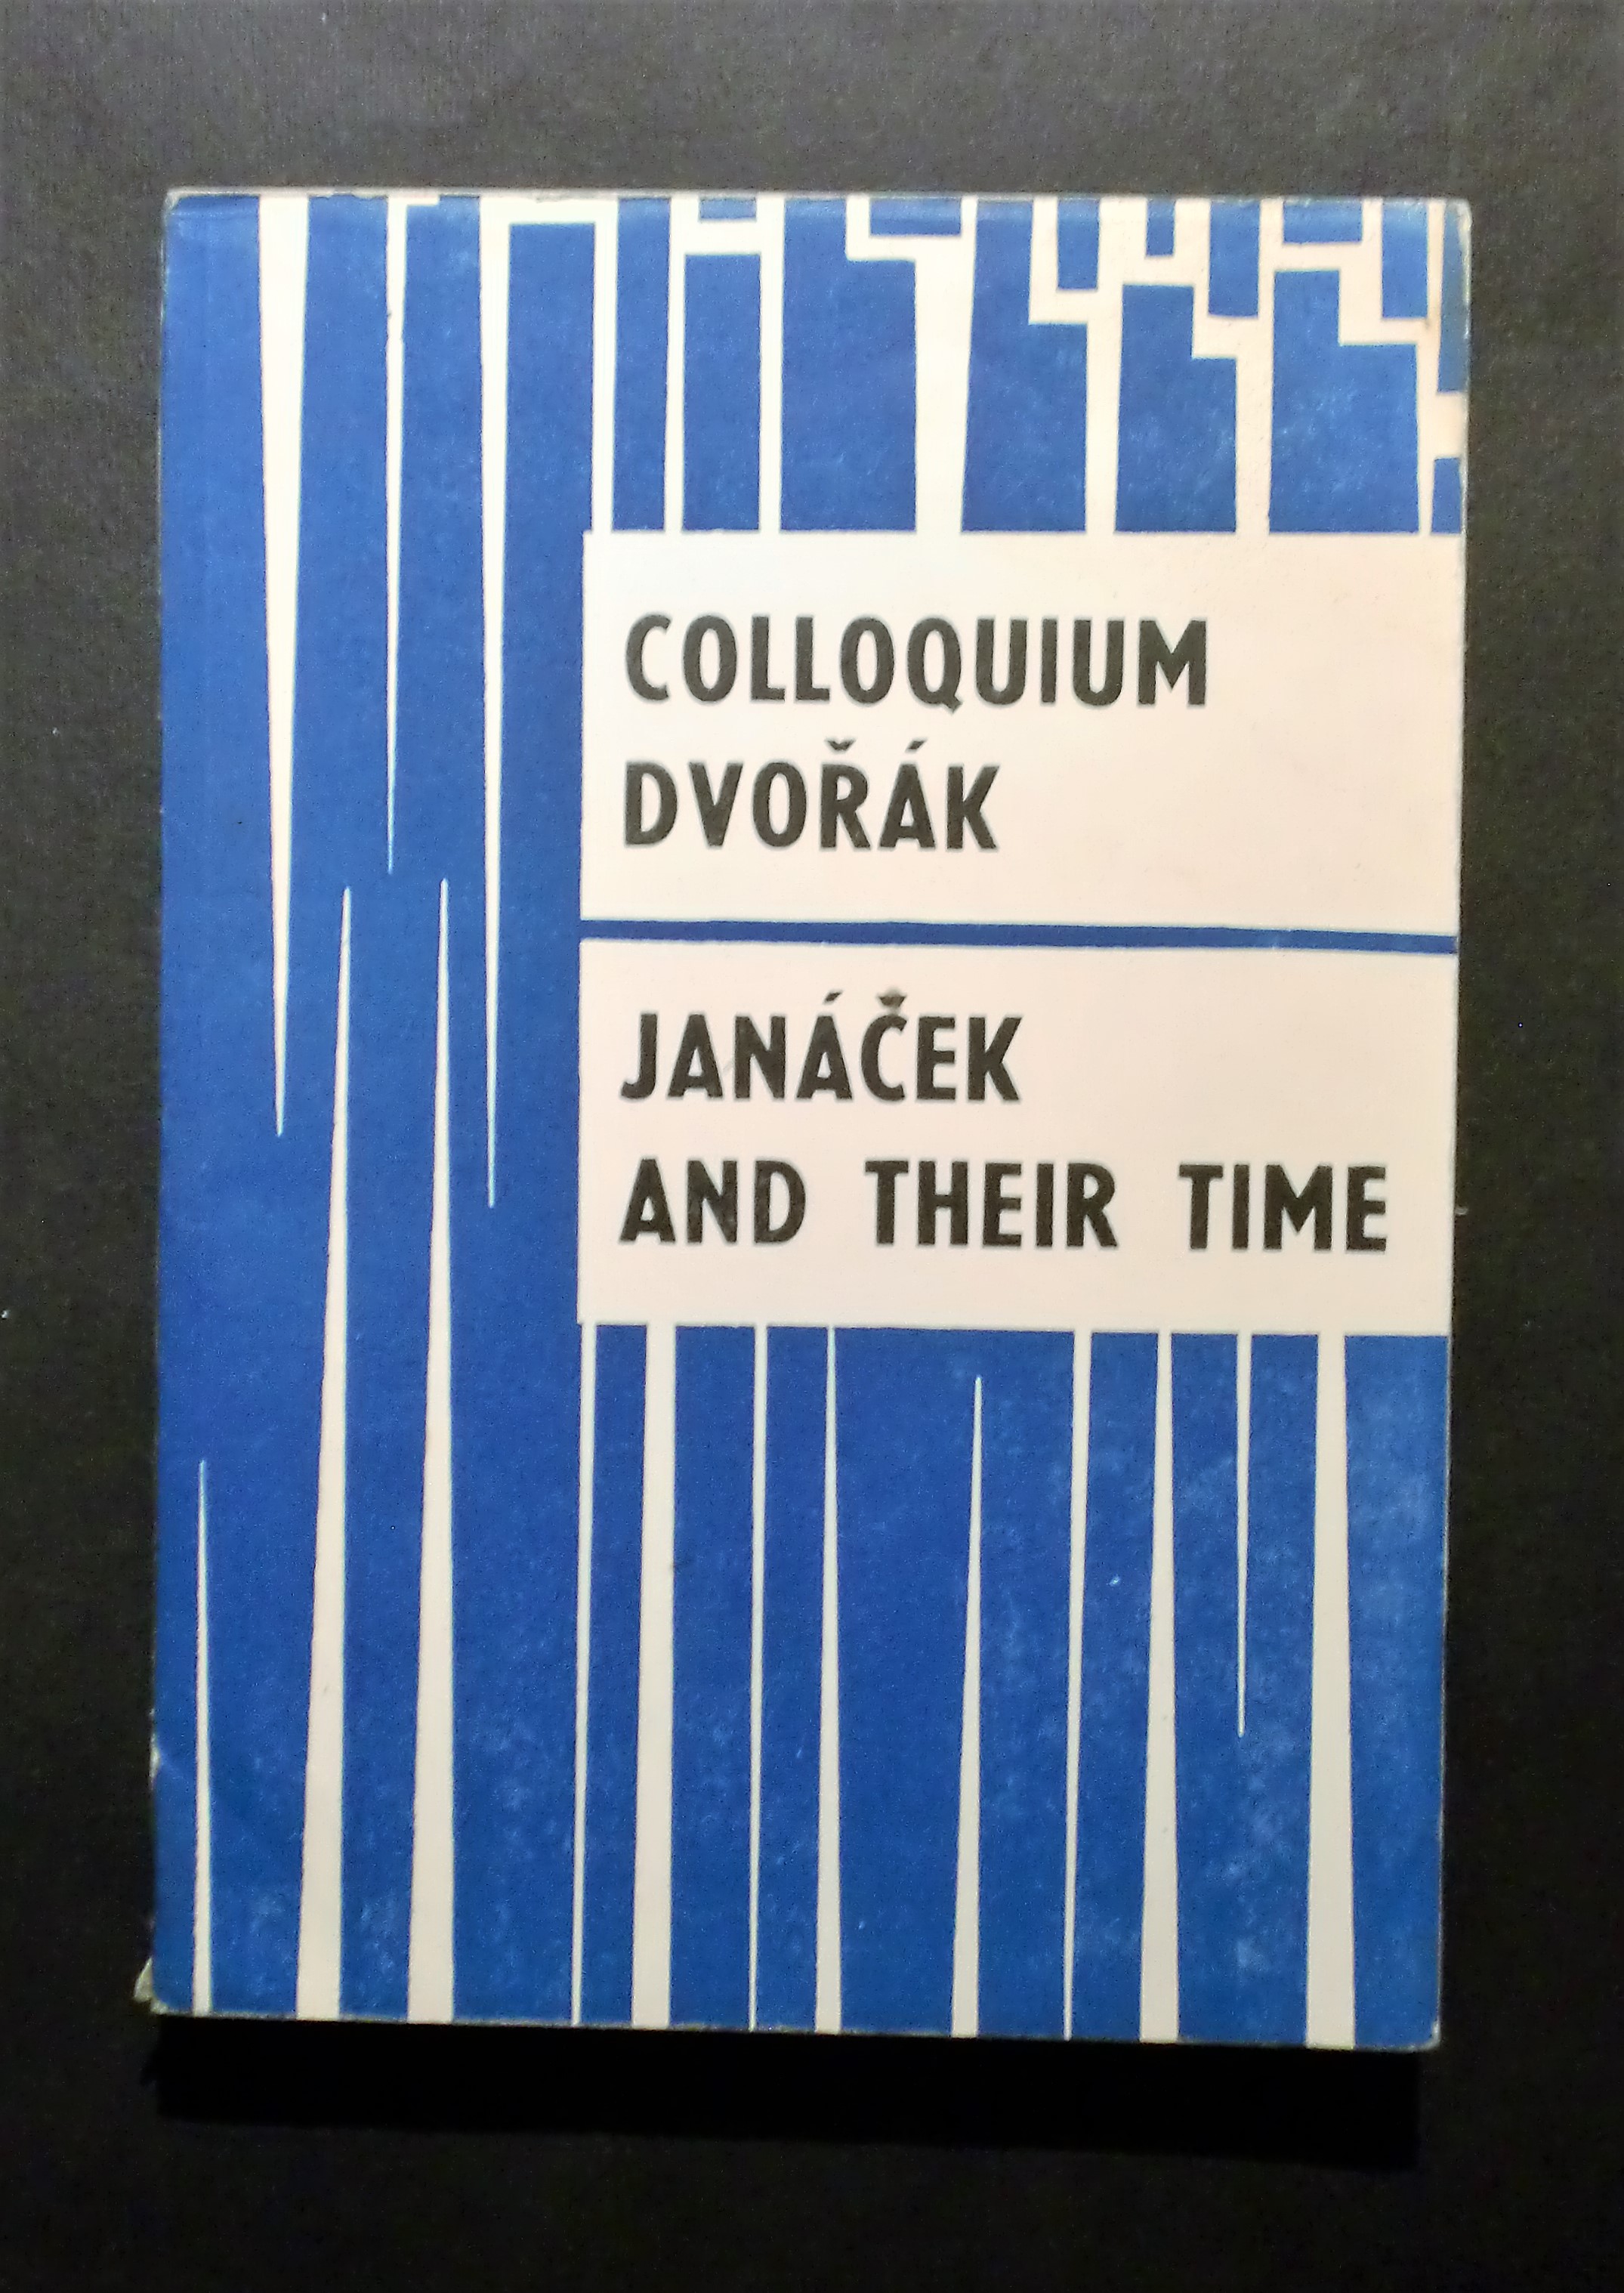 COLLOQUIUM
DVOŘÁK
JANÁČEK
AND THEIR TIME